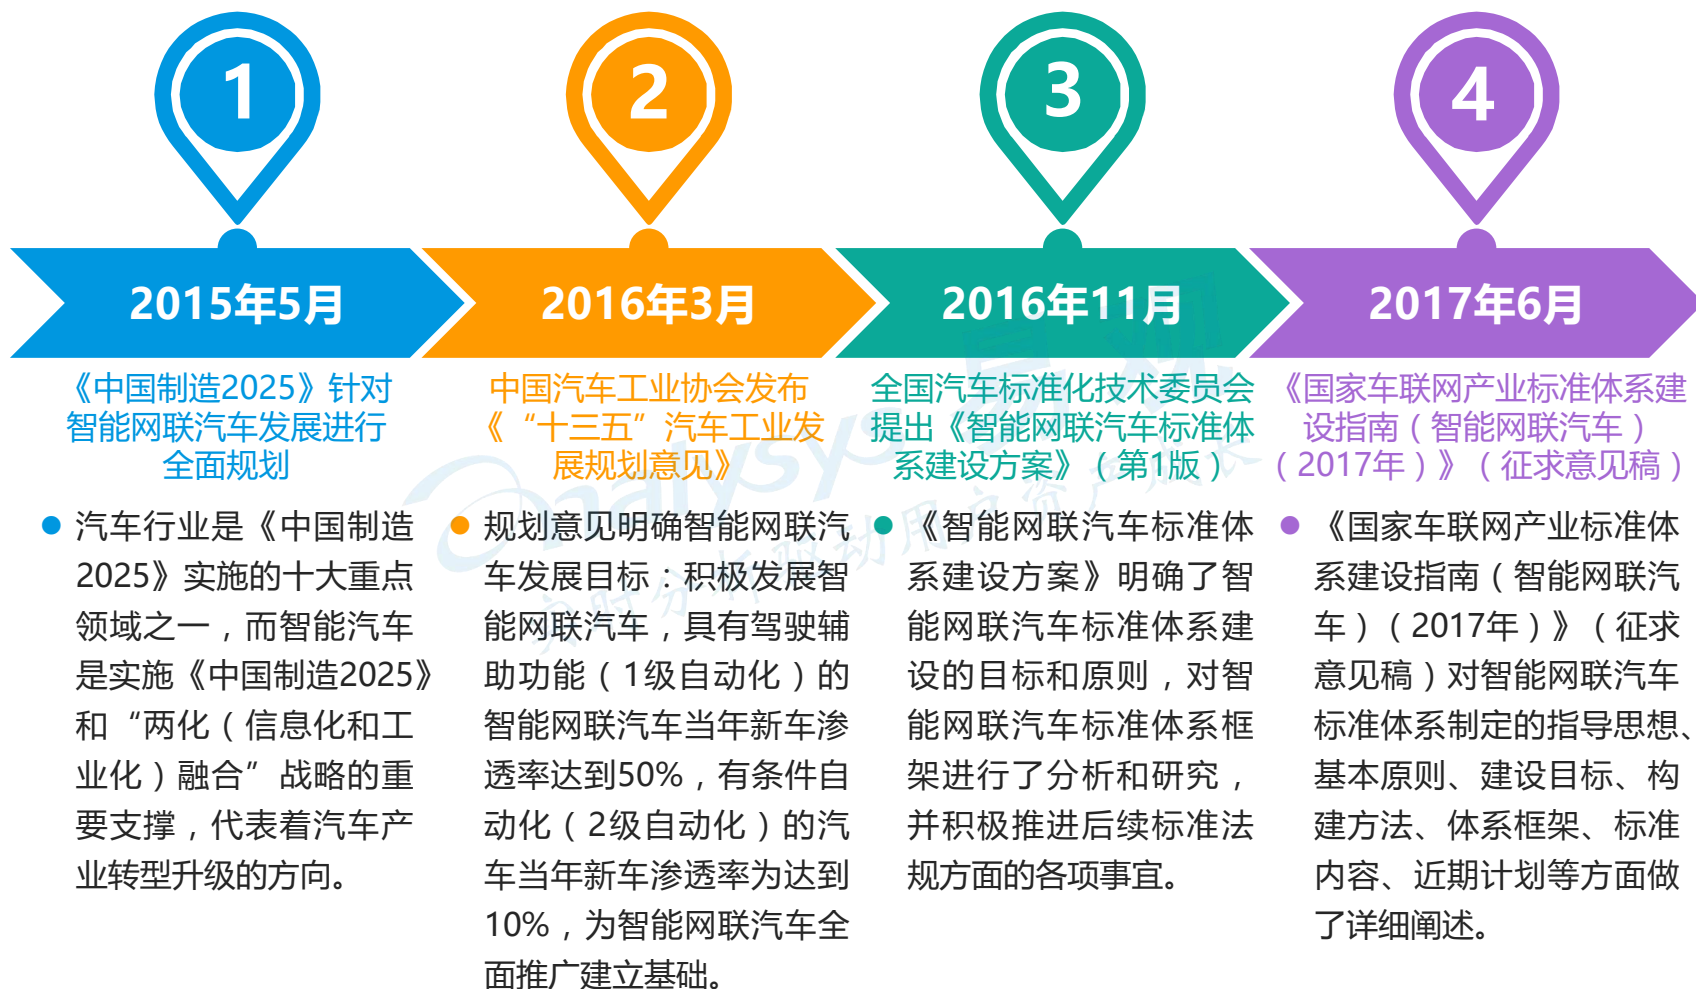 1
2
3
4
2015年5月
2016年3月
2016年11月
2017年6月
《中国制造2025》针对
智能网联汽车发展进行
全面规划
中国汽车工业协会发布
《“十三五”汽车工业发
展规划意见》
全国汽车标准化技术委员会
提出《智能网联汽车标准体
系建设方案》（第1版）
《国家车联网产业标准体系建
设指南（智能网联汽车）
（2017年）》（征求意见稿）
汽车行业是《中国制造
2025》实施的十大重点
领域之一，而智能汽车
是实施《中国制造2025》
和“两化（信息化和工
业化）融合”战略的重
要支撑，代表着汽车产
业转型升级的方向。
规划意见明确智能网联汽
车发展目标：积极发展智
能网联汽车，具有驾驶辅
助功能（1级自动化）的
智能网联汽车当年新车渗
透率达到50%，有条件自
动化（2级自动化）的汽
车当年新车渗透率为达到
10%，为智能网联汽车全
面推广建立基础。
《智能网联汽车标准体
系建设方案》明确了智
能网联汽车标准体系建
设的目标和原则，对智
能网联汽车标准体系框
架进行了分析和研究，
并积极推进后续标准法
规方面的各项事宜。
《国家车联网产业标准体
系建设指南（智能网联汽
车）（2017年）》（征求
意见稿）对智能网联汽车
标准体系制定的指导思想、
基本原则、建设目标、构
建方法、体系框架、标准
内容、近期计划等方面做
了详细阐述。
analysys 易观
实时分析驱动用户资产成长